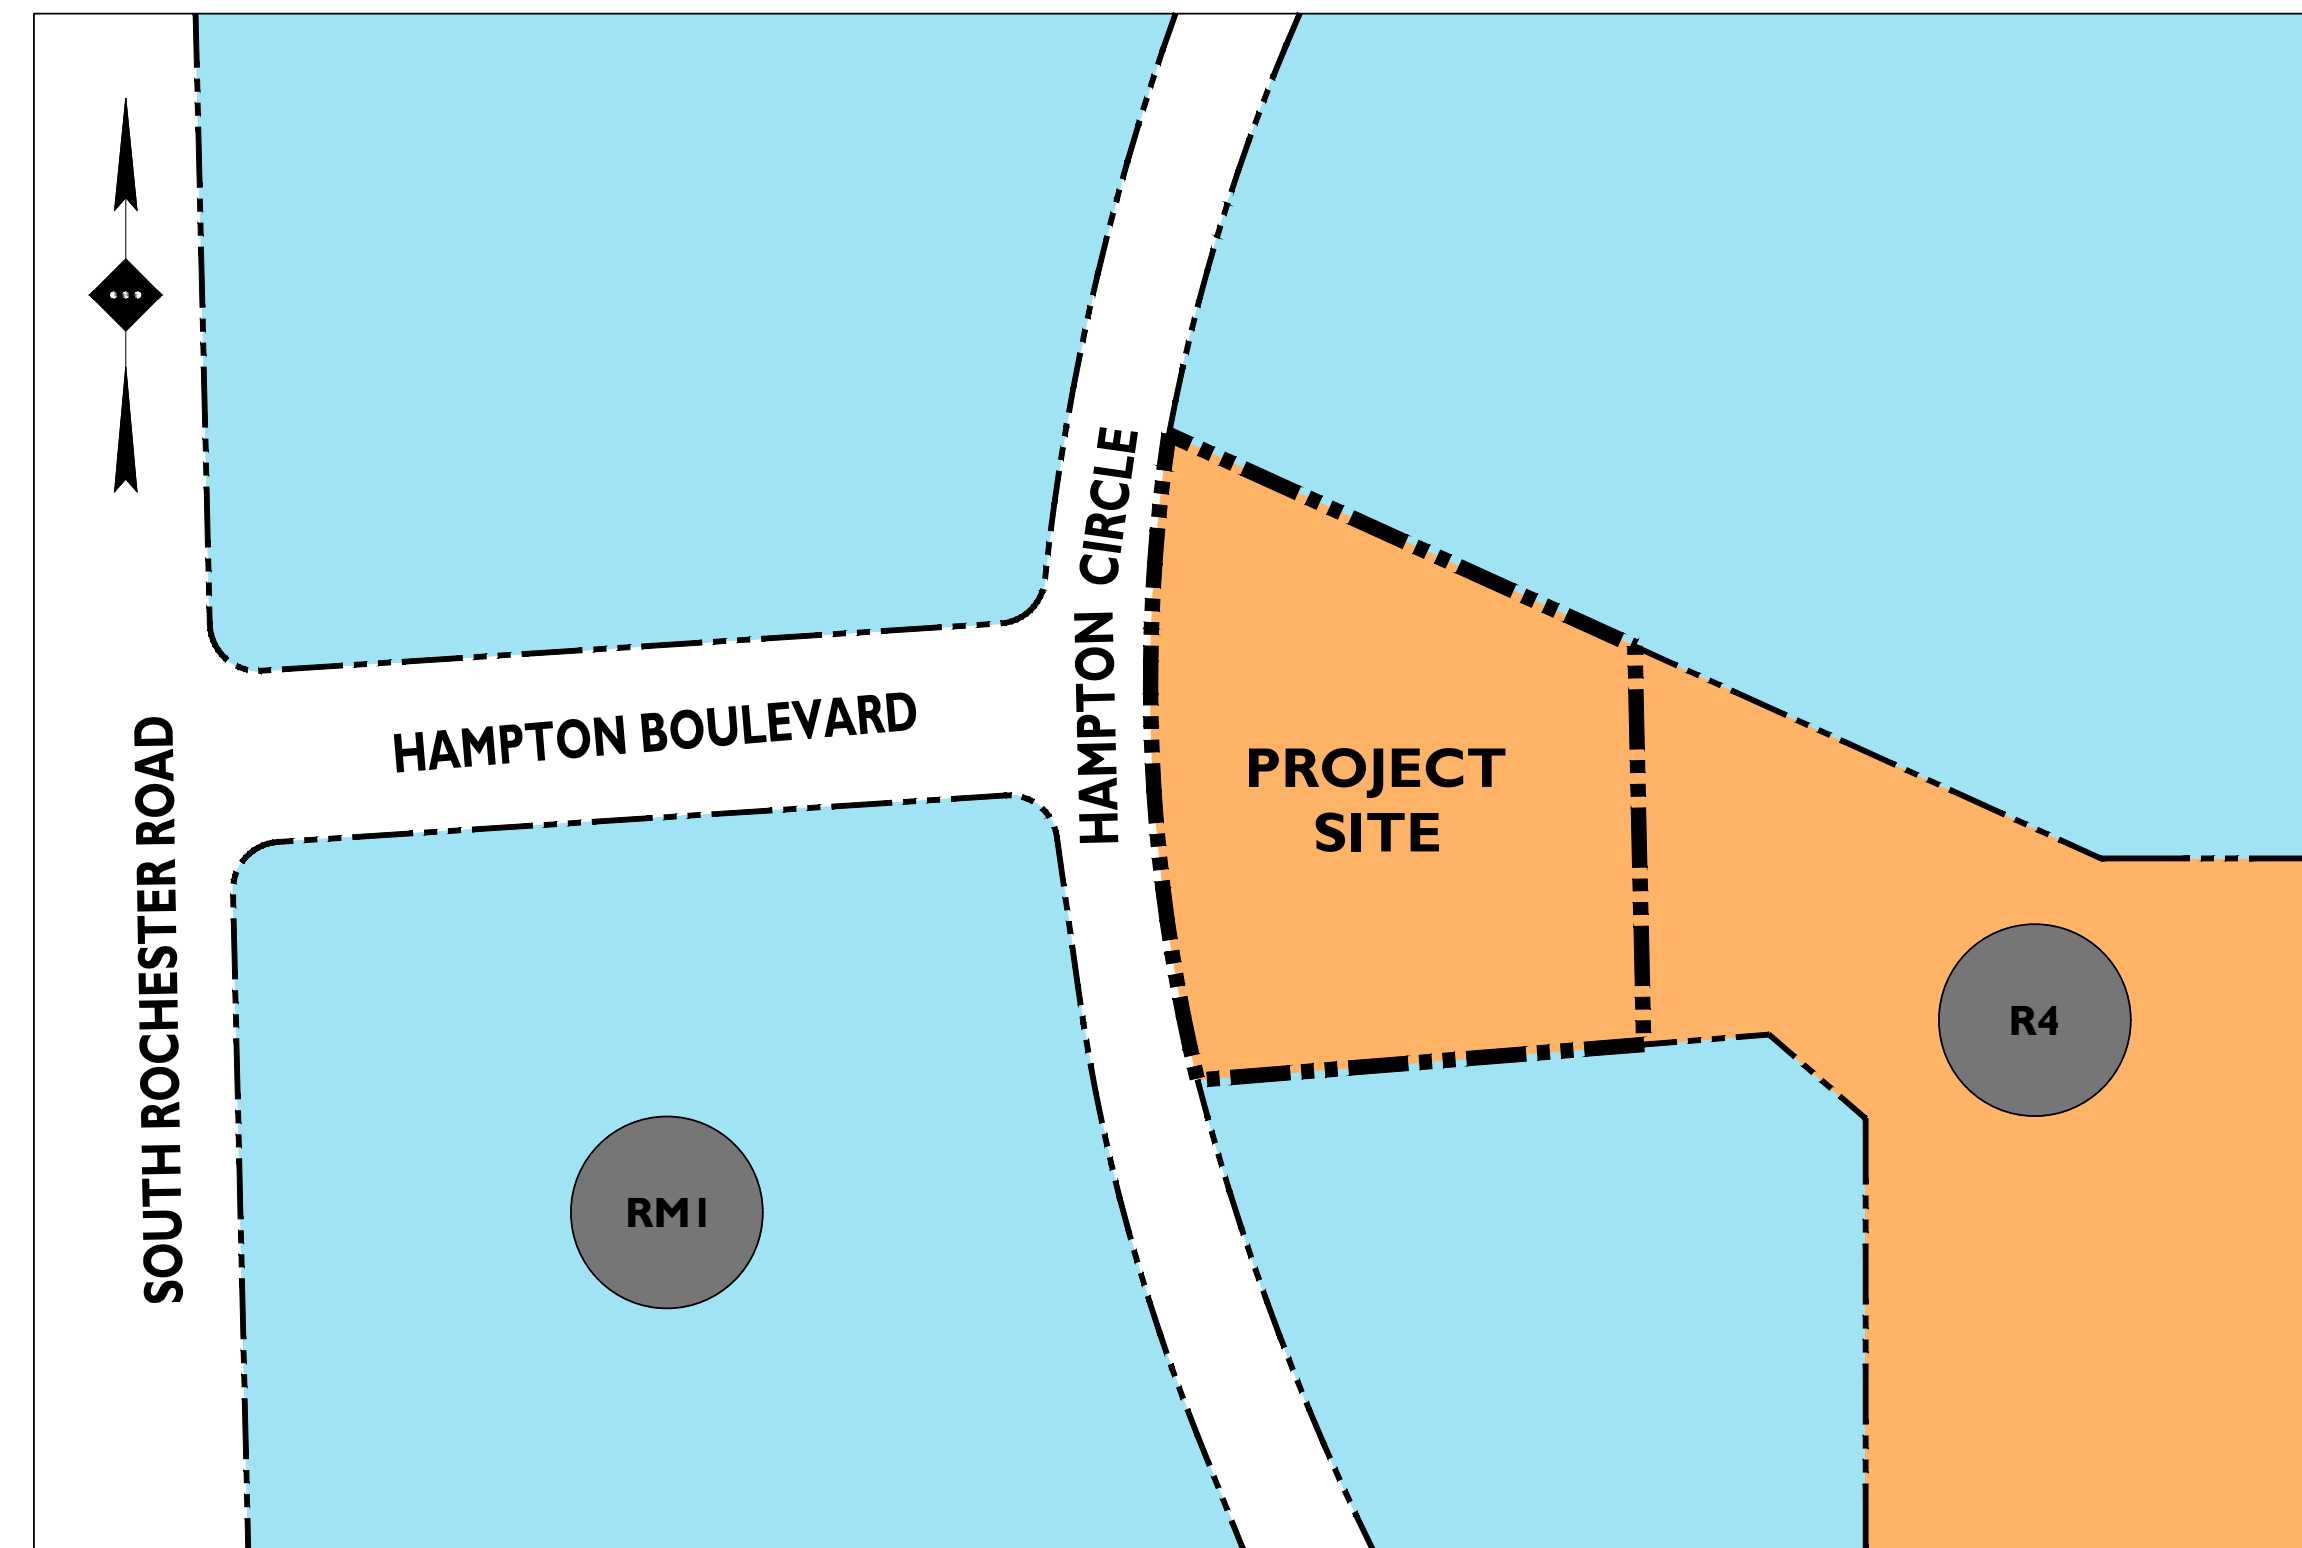 HAMPTON CIRCLE
HAMPTON BOULEVARD
SOUTH ROCHESTER ROAD
PROJECT
SITE
R4
RM1